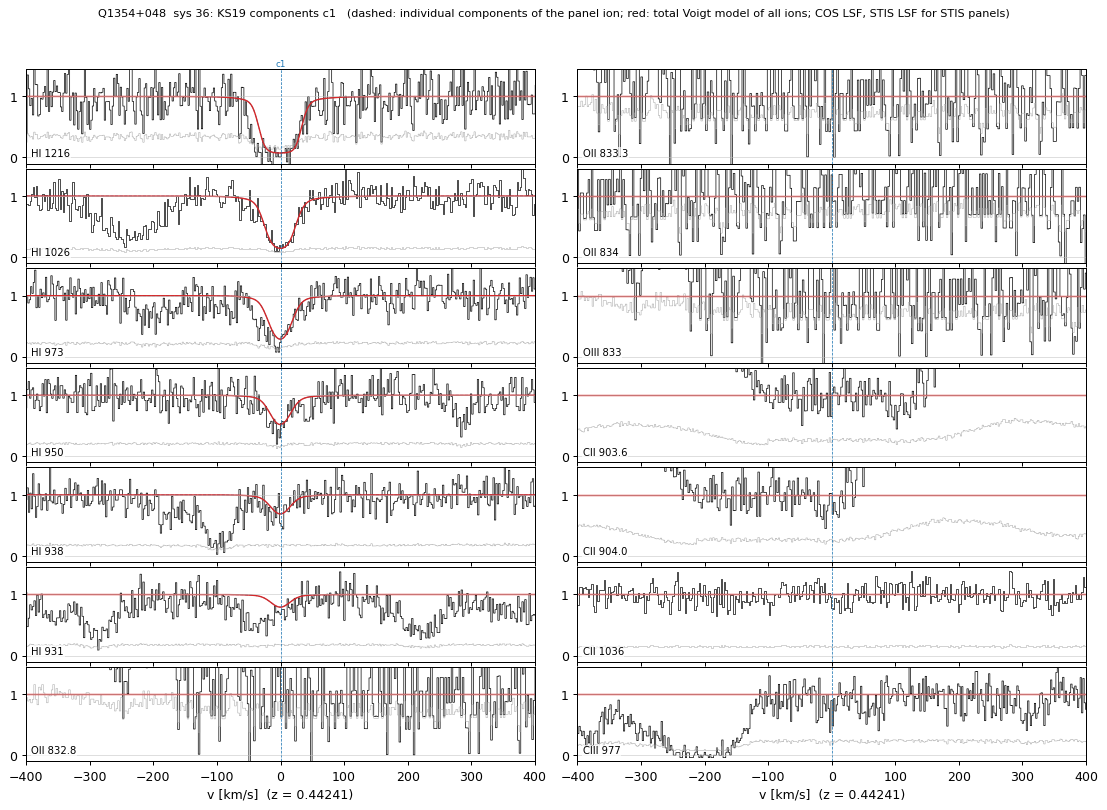 Q1354+048  sys 36: KS19 components c1   (dashed: individual components of the panel ion; red: total Voigt model of all ions; COS LSF, STIS LSF for STIS panels)
c1
1
0
HI 1216
1
0
HI 1026
1
0
HI 973
1
0
HI 950
1
0
HI 938
1
0
HI 931
1
0
OII 832.8
−400 −300 −200 −100 0 100 200 300 400
v [km/s]  (z = 0.44241)
1
0
OII 833.3
1
0
OII 834
1
0
OIII 833
1
0
CII 903.6
1
0
CII 904.0
1
0
CII 1036
1
0
CIII 977
−400 −300 −200 −100 0 100 200 300 400
v [km/s]  (z = 0.44241)